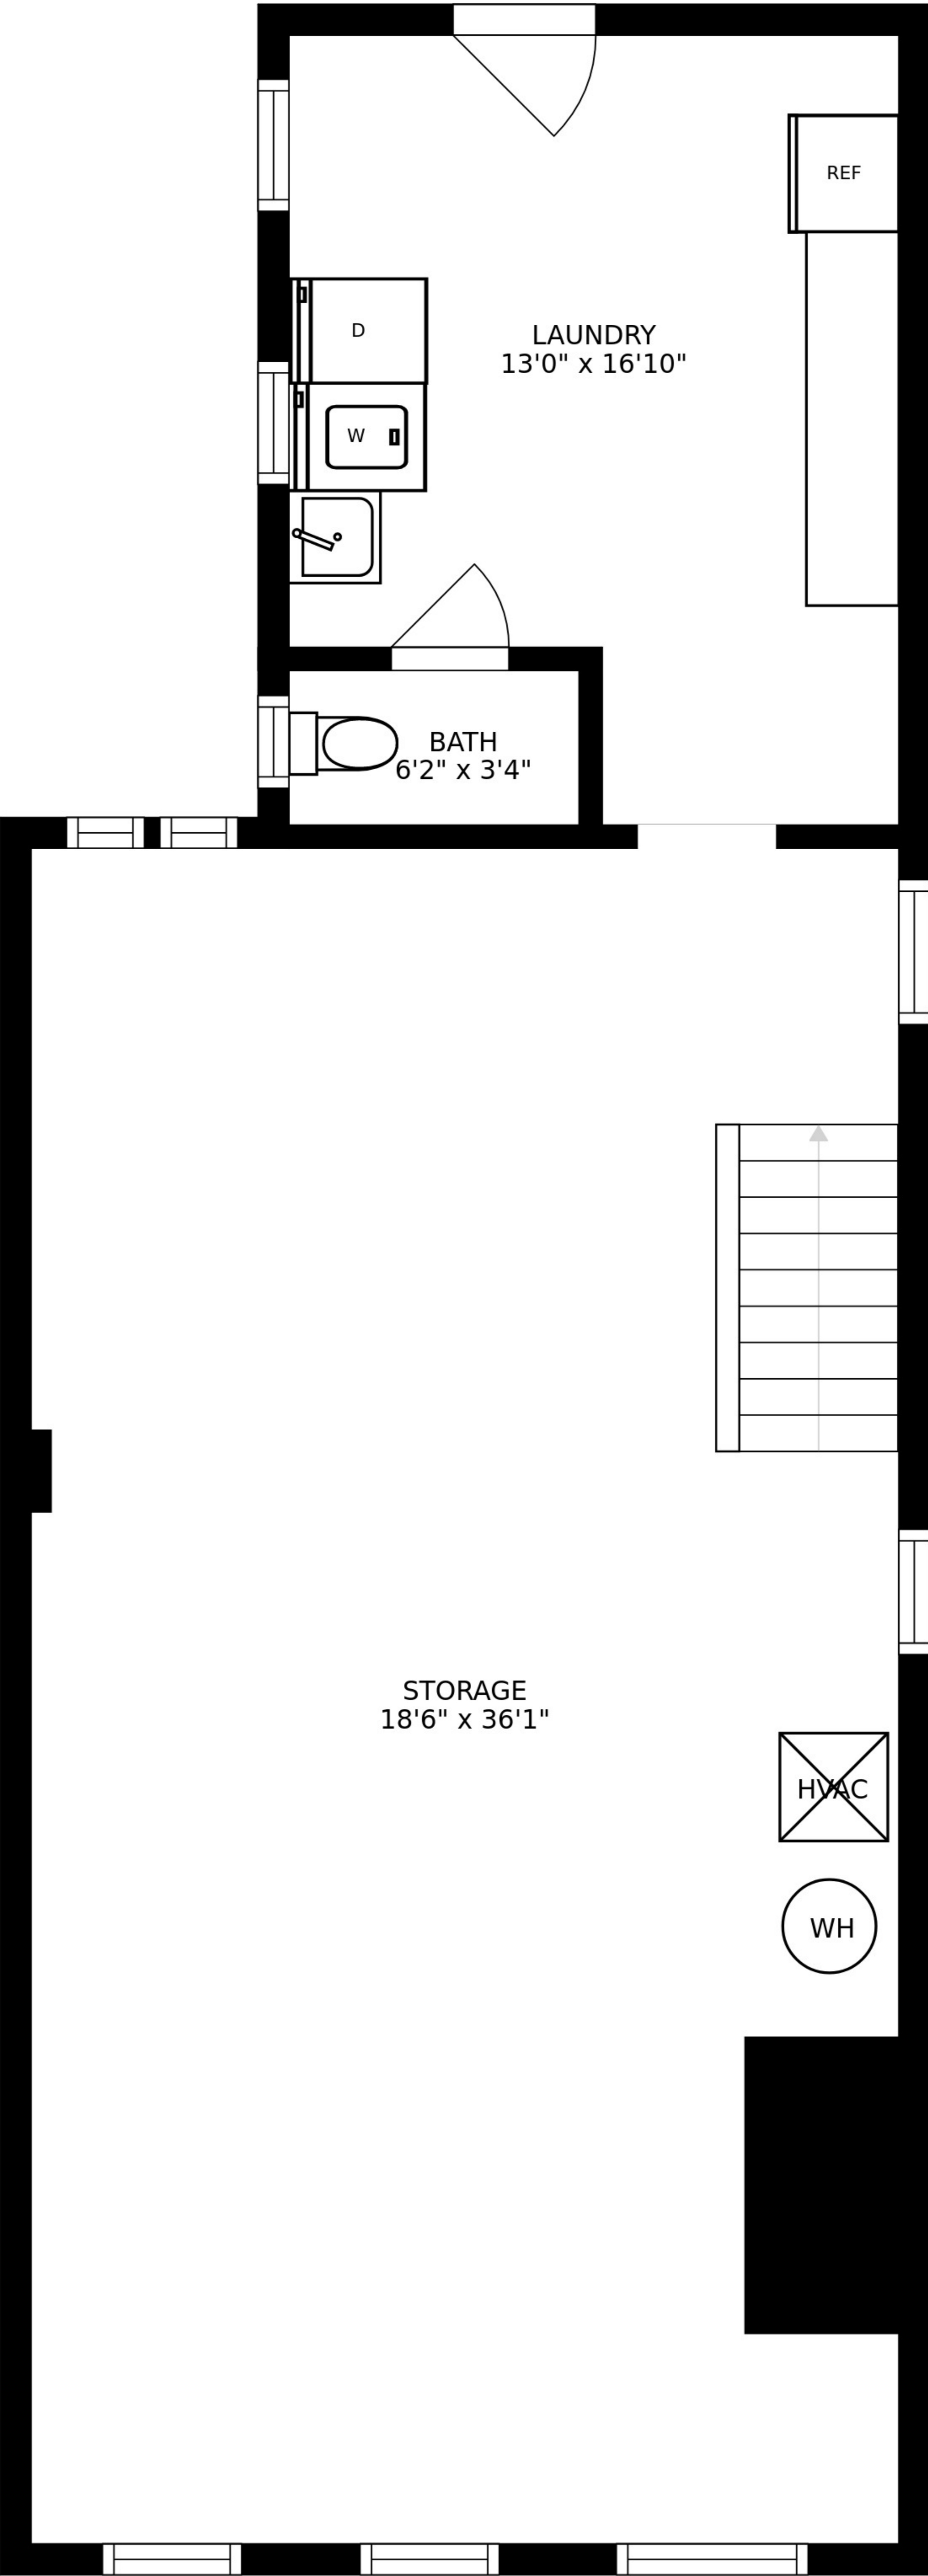 REF
D
LAUNDRY
13'0" x 16'10"
W
BATH
6'2" x 3'4"
STORAGE
18'6" x 36'1"
HVAC
WH